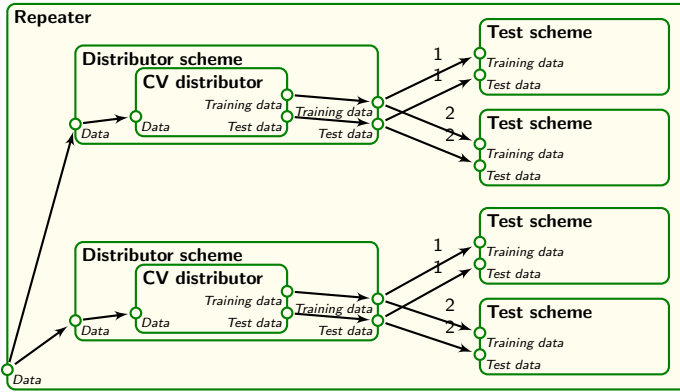 Repeater
Distributor scheme
CV distributor
Training data
Test data
Data
Data
Training data
Test data
1
1
2
2
Test scheme
Training data
Test data
Test scheme
Training data
Test data
Distributor scheme
CV distributor
Training data
Test data
Data
Data
Training data
Test data
1
1
2
2
Test scheme
Training data
Test data
Test scheme
Training data
Test data
Data